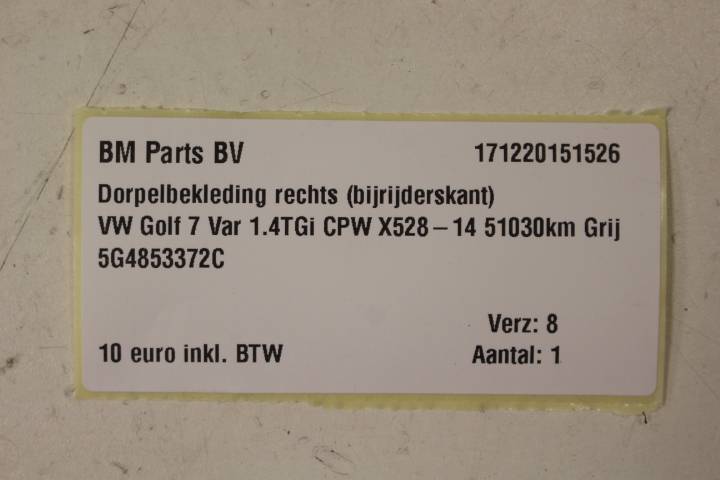 BM Parts BV 171220151526
Dorpelbekleding rechts (bijrijderskant)
VW Golf 7 Var 1.4TGi CPW X528 – 14 51030km Grij
5G4853372C
Verz: 8
10 euro inkl. BTW Aantal: 1